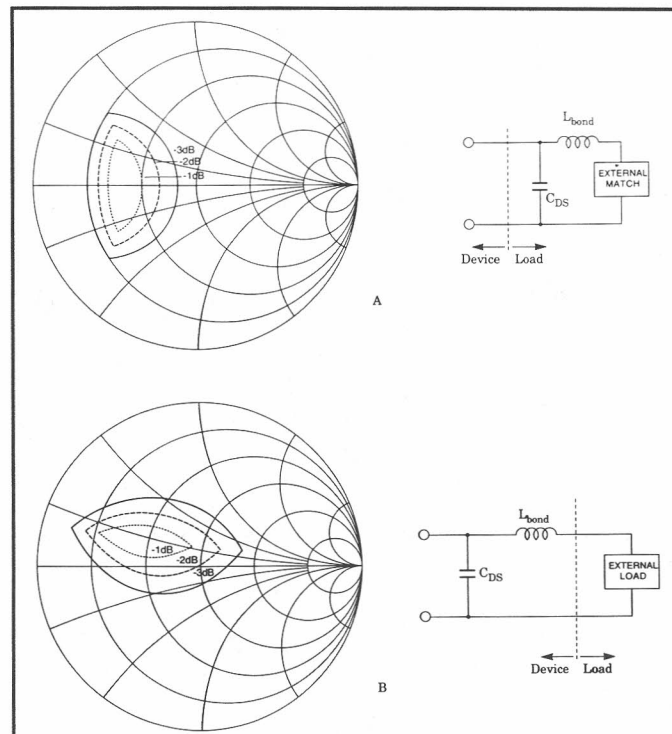 -3dB
-2dB
-1dB
A
L bond
C DS
EXTERNAL
MATCH
Device Load
-1dB
-2dB
-3dB
B
L bond
C DS
EXTERNAL
LOAD
Device Load